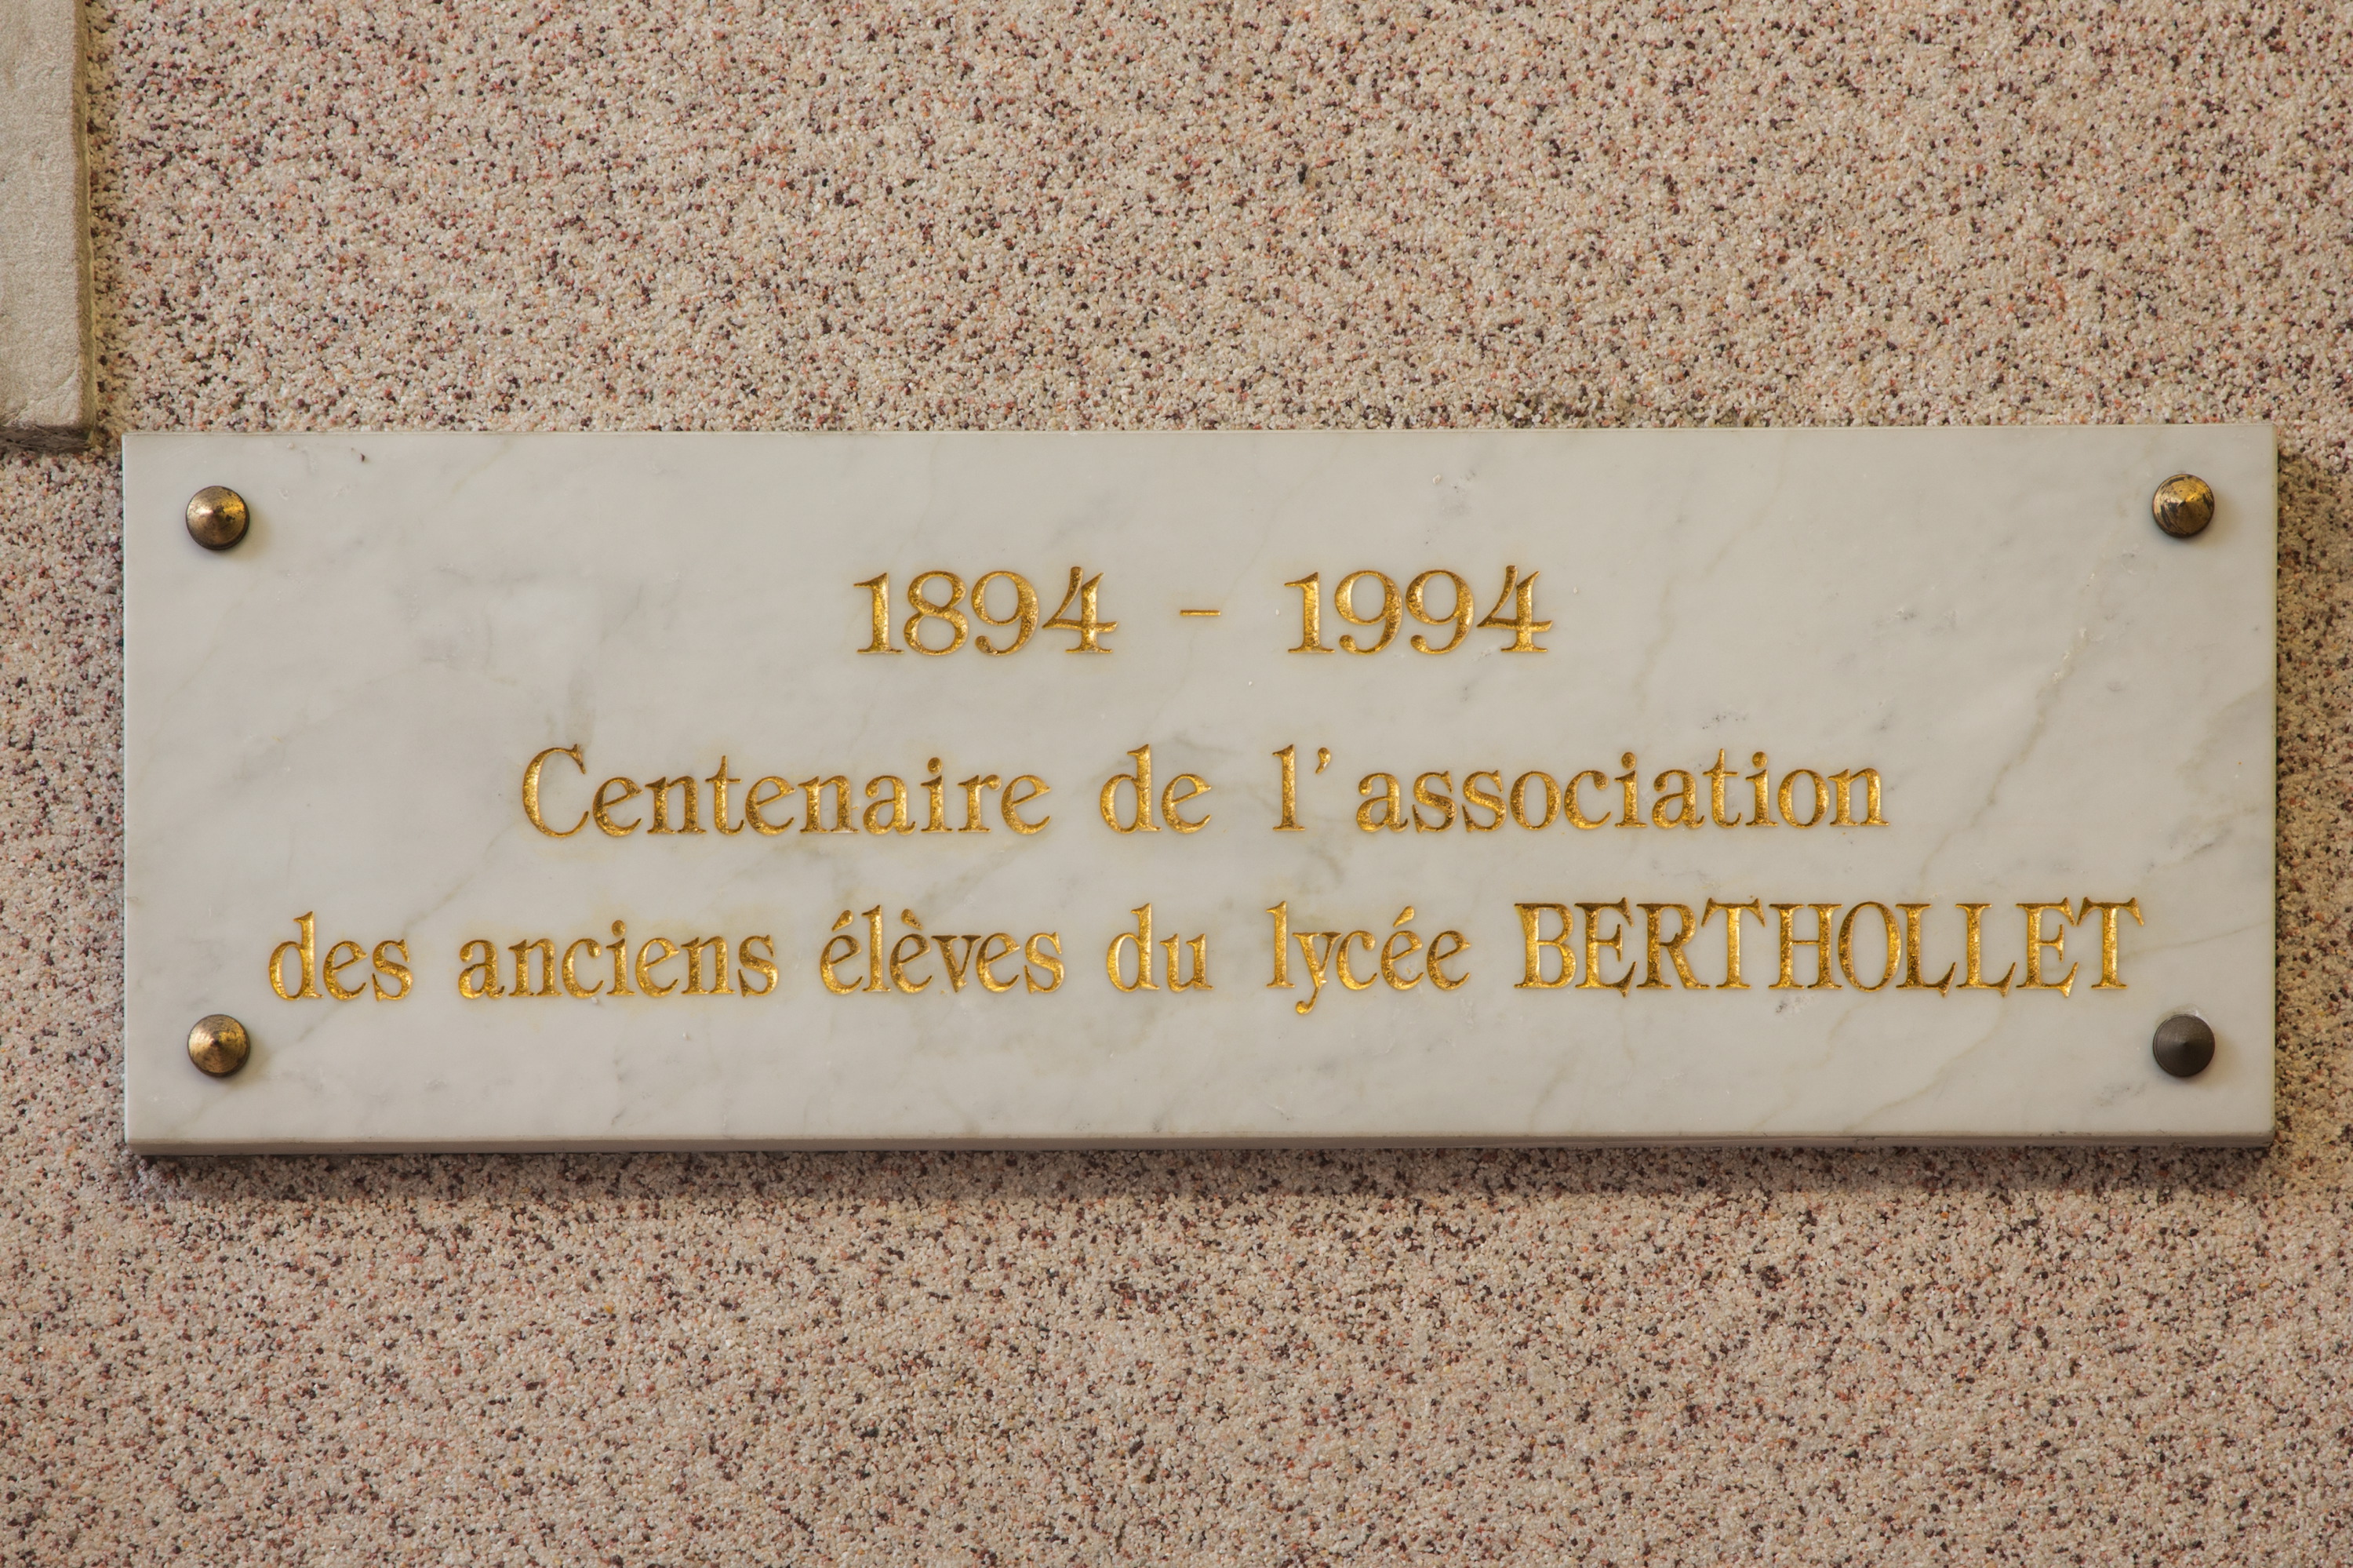 1894 - 1994
Centenaire de l'association
des anciens élèves du lycée BERTHOLLET